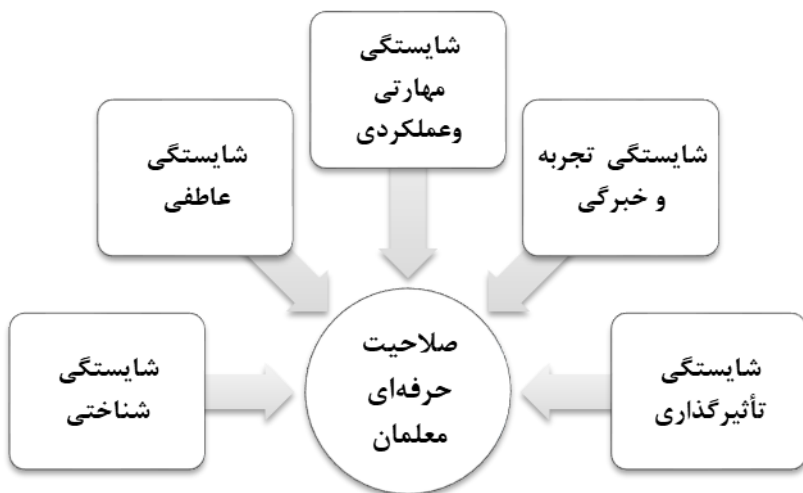 شایستگی
مهارتی
وعملکردی
شایستگی تجربه
و خبرگی
شایستگی
عاطفی
شایستگی
تأثیرگذاری
صلاحیت
حرفه‌ای
معلمان
شایستگی
شناختی